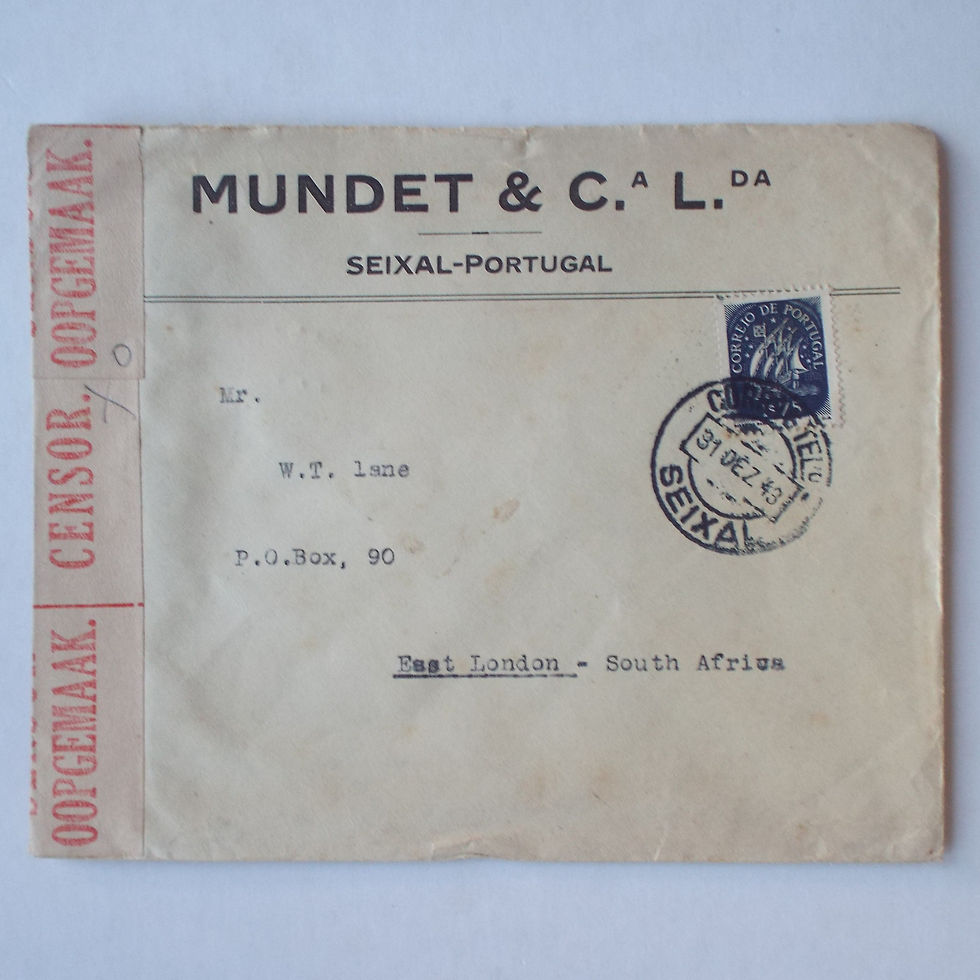 MUNDET & C.A L.DA
SEIXAL-PORTUGAL
CORREIO DE PORTUGAL
31 DEZ 43
SEIXAL
Mr.
W.T. lane
P.O.Box, 90
East London - South Africa
OOPGEMAAK.
CENSOR.
OOPGEMAAK.